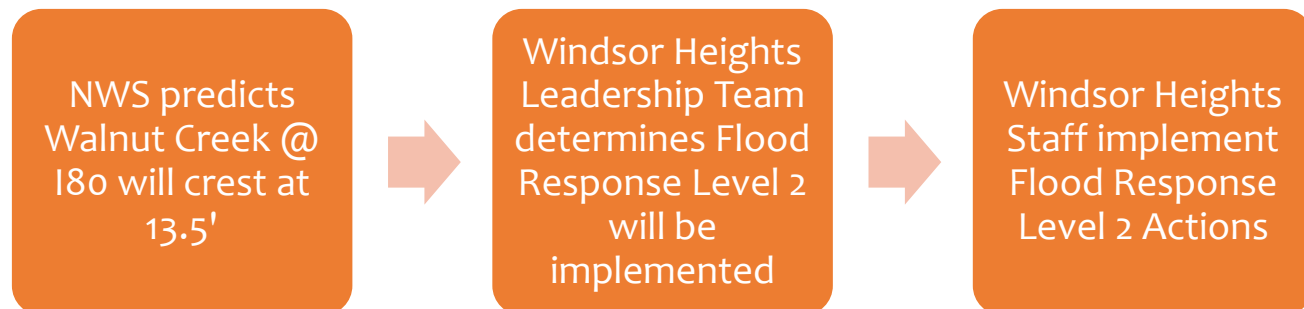 NWS predicts
Walnut Creek @
I80 will crest at
13.5'
Windsor Heights
Leadership Team
determines Flood
Response Level 2
will be
implemented
Windsor Heights
Staff implement
Flood Response
Level 2 Actions